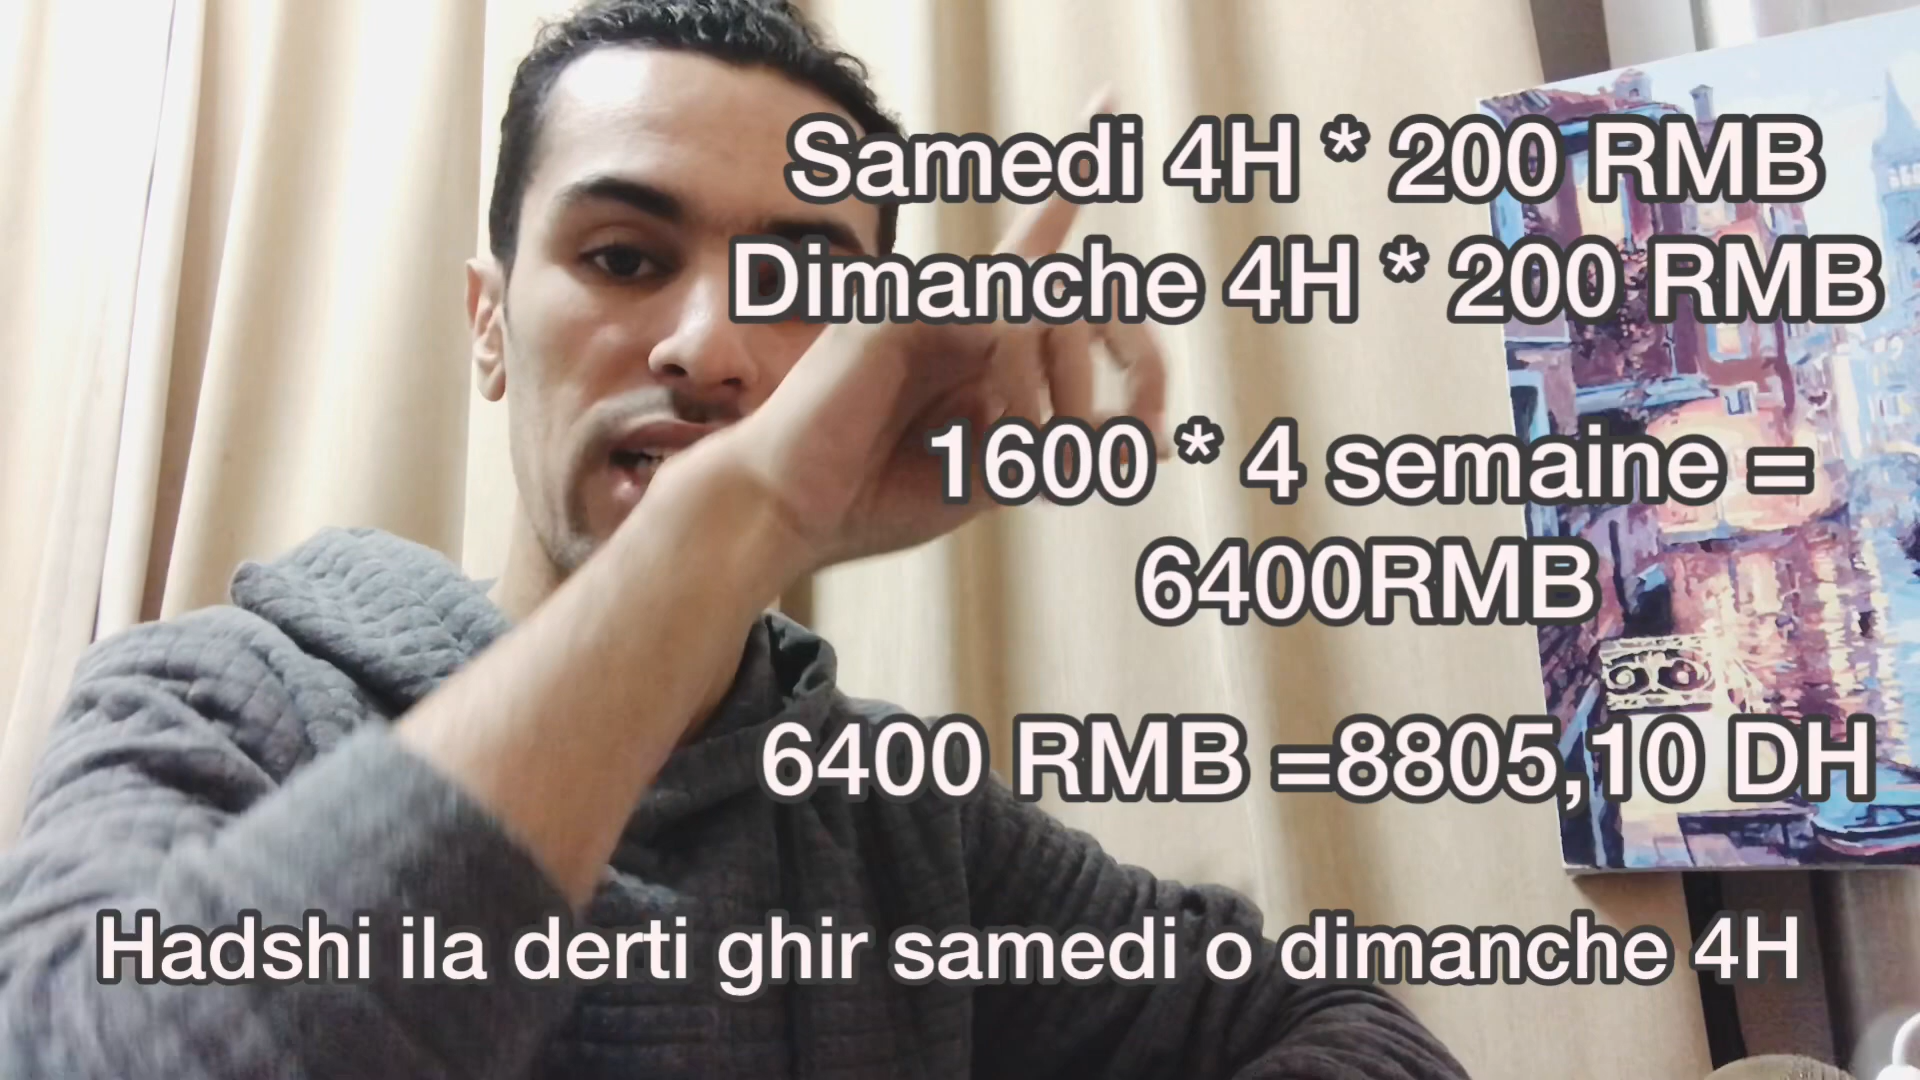 Samedi 4H * 200 RMB
Dimanche 4H * 200 RMB
1600 * 4 semaine =
6400RMB
6400 RMB =8805,10 DH
Hadshi ila derti ghir samedi o dimanche 4H